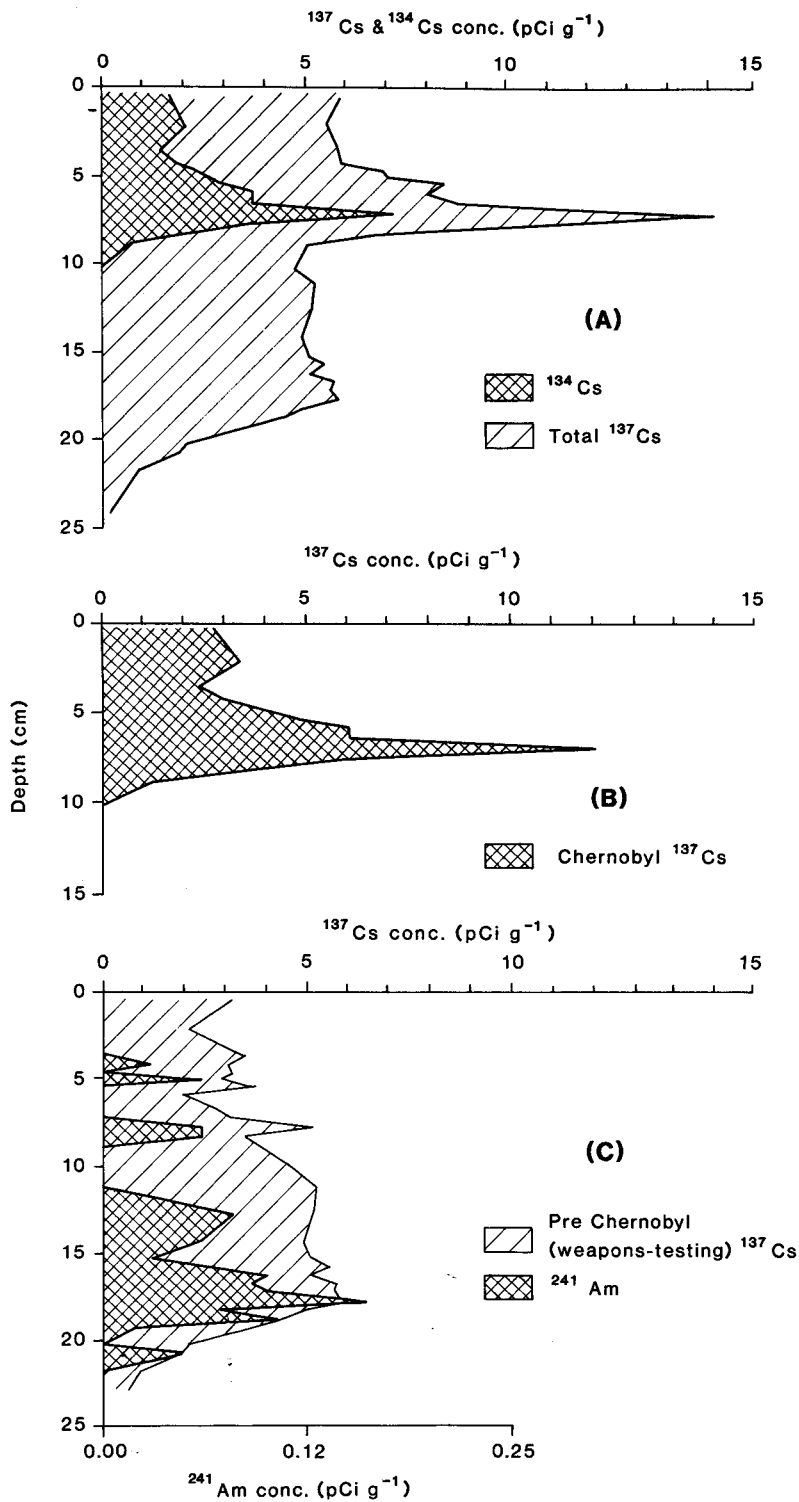 ¹³⁷Cs & ¹³⁴Cs conc. (pCi g⁻¹)
0 5 10 15
0
5
10
15
20
25
(A)
¹³⁴Cs
Total ¹³⁷Cs
¹³⁷Cs conc. (pCi g⁻¹)
0 5 10 15
0
5
10
15
Depth (cm)
(B)
Chernobyl ¹³⁷Cs
¹³⁷Cs conc. (pCi g⁻¹)
0 5 10 15
0
5
10
15
20
25
(C)
Pre Chernobyl
(weapons-testing) ¹³⁷Cs
²⁴¹Am
0.00 0.12 0.25
²⁴¹Am conc. (pCi g⁻¹)